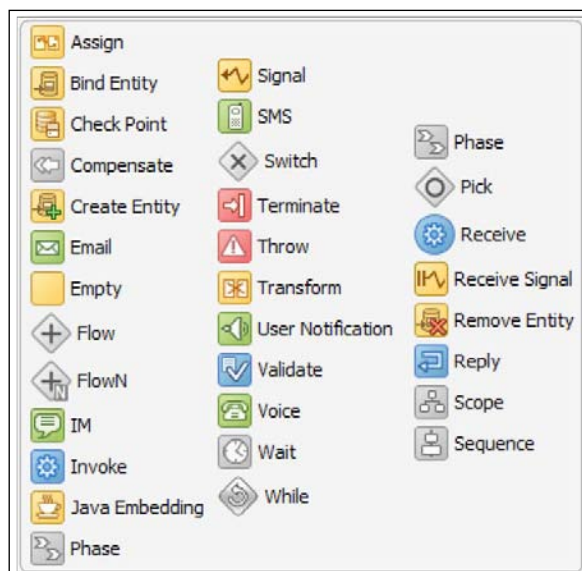 Assign
Bind Entity
Check Point
Compensate
Create Entity
Email
Empty
Flow
FlowN
N
IM
Invoke
Java Embedding
Phase
Signal
SMS
Switch
Terminate
Throw
Transform
User Notification
Validate
Voice
Wait
While
Phase
Pick
Receive
Receive Signal
Remove Entity
Reply
Scope
Sequence